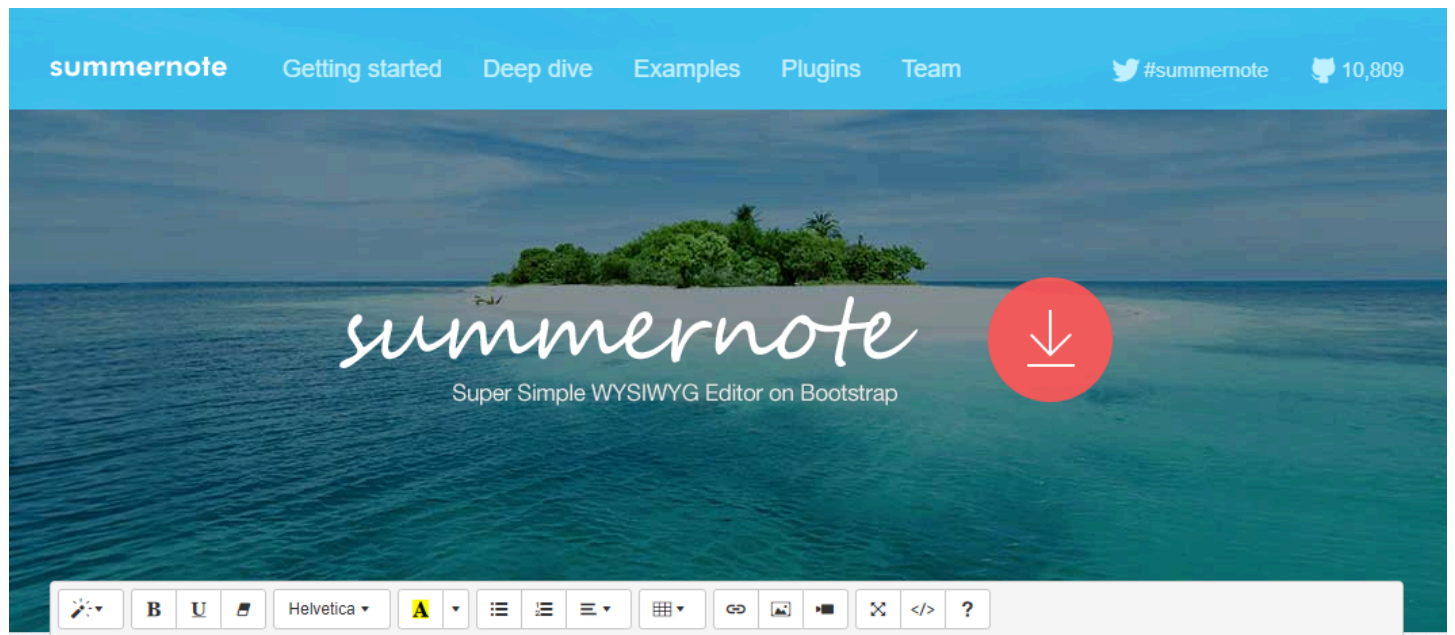 summernote Getting started Deep dive Examples Plugins Team #summernote 10,809
summernote
Super Simple WYSIWYG Editor on Bootstrap
B U Helvetica A </> ?